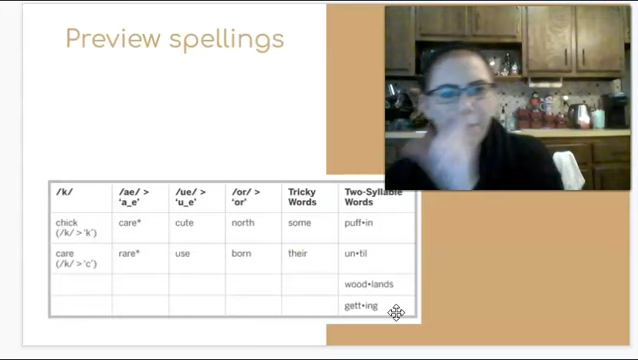 Preview spellings
/k/ /ae/ > 'a_e' /ue/ > 'u_e' /or/ > 'or' Tricky Words Two-Syllable Words
chick (/k/ > 'k') care* cute north some puff•in
care (/k/ > 'c') rare* use born their un•til
wood•lands
gett•ing